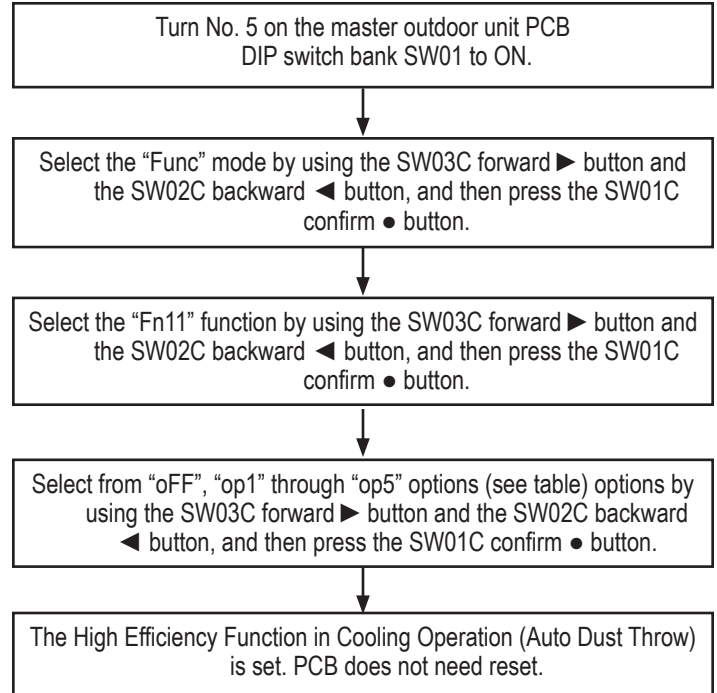 Turn No. 5 on the master outdoor unit PCB
DIP switch bank SW01 to ON.
Select the “Func” mode by using the SW03C forward ► button and
the SW02C backward ◄ button, and then press the SW01C
confirm ● button.
Select the “Fn11” function by using the SW03C forward ► button and
the SW02C backward ◄ button, and then press the SW01C
confirm ● button.
Select from “oFF”, “op1” through “op5” options (see table) options by
using the SW03C forward ► button and the SW02C backward
◄ button, and then press the SW01C confirm ● button.
The High Efficiency Function in Cooling Operation (Auto Dust Throw)
is set. PCB does not need reset.